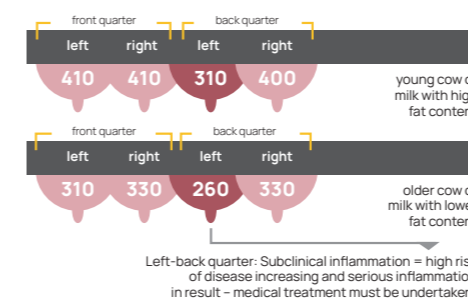 front quarter back quarter
left right left right
410 410 310 400
young cow o
milk with hig
fat conten
front quarter back quarter
left right left right
310 330 260 330
older cow o
milk with lowe
fat conten
Left-back quarter: Subclinical inflammation = high ris
of disease increasing and serious inflammatio
in result – medical treatment must be undertaken